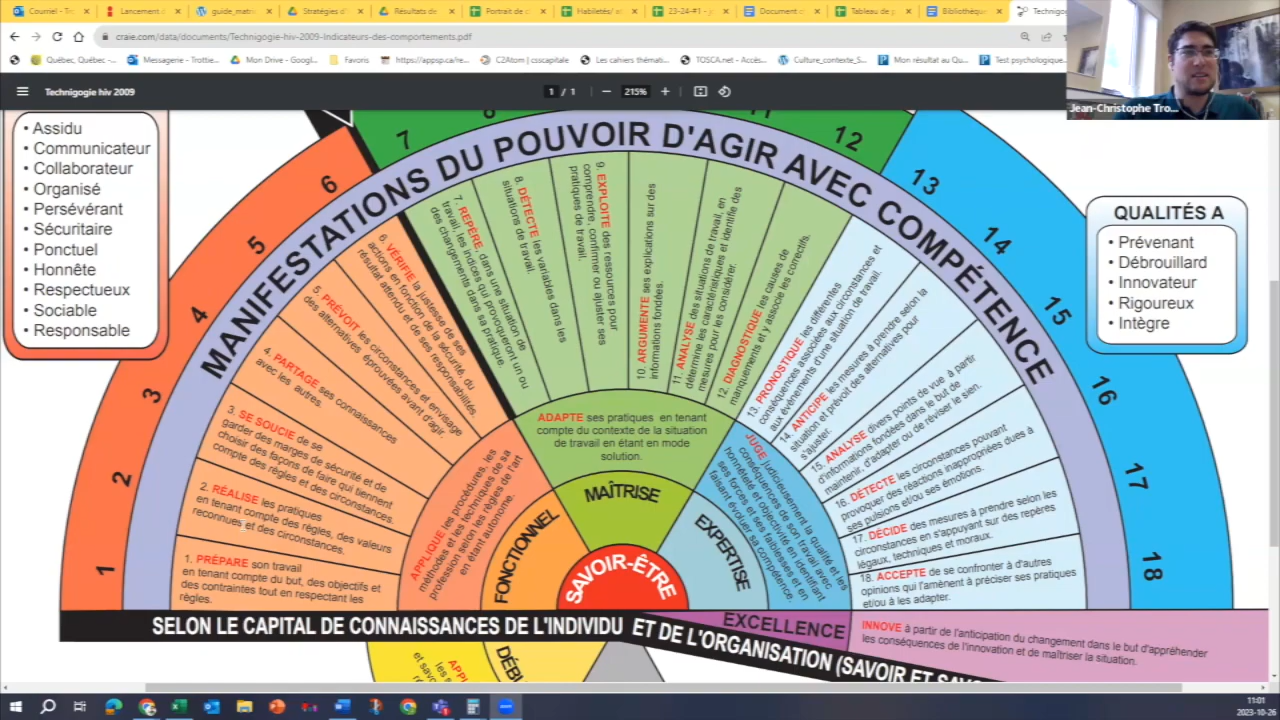 Courriel - Tro
Lancement d
guide_matric
Stratégies d'
Résultats de
Portrait de c
Habiletés/ et
23-24-#1 - j
Document d
Tableau de p
Bibliothèque
Technigog
craie.com/data/documents/Technigogie-hiv-2009-Indicateurs-des-comportements.pdf
Québec, Québec -...
Messagerie - Trottie...
Mon Drive - Googl...
Favoris
https://appsp.ca/re...
C2Atom | csscapitale
Les cahiers thémati...
TOSCA.net - Accès...
Culture_contexte_S...
Mon résultat au Qu...
Test psychologique...
Technigogie hiv 2009
1 / 1
215%
Jean-Christophe Tro...
• Assidu
• Communicateur
• Collaborateur
• Organisé
• Persévérant
• Sécuritaire
• Ponctuel
• Honnête
• Respectueux
• Sociable
• Responsable
MANIFESTATIONS DU POUVOIR D'AGIR AVEC COMPÉTENCE
1
2
3
4
5
6
7
12
13
14
15
16
17
18
QUALITÉS A
• Prévenant
• Débrouillard
• Innovateur
• Rigoureux
• Intègre
1. PRÉPARE son travail
en tenant compte du but, des objectifs et
des contraintes tout en respectant les
règles.
2. RÉALISE les pratiques
en tenant compte des règles, des valeurs
reconnues et des circonstances.
3. SE SOUCIE de se
garder des marges de sécurité et de
choisir des façons de faire qui tiennent
compte des règles et des circonstances.
4. PARTAGE ses connaissances
avec les autres.
5. PRÉVOIT les circonstances et envisage
des alternatives éprouvées avant d'agir.
6. VÉRIFIE la justesse de ses
actions en fonction de la sécurité, du
résultat attendu et de ses responsabilités
7. REPÈRE, dans une situation de
travail, les indices qui provoqueront un ou
des changements dans sa pratique.
8. DÉTECTE les variables dans les
situations de travail.
9. EXPLOITE des ressources pour
comprendre, confirmer ou ajuster ses
pratiques de travail.
10. ARGUMENTE ses explications sur des
informations fondées.
11. ANALYSE des situations de travail, en
détermine les caractéristiques et identifie des
mesures pour les considérer.
12. DIAGNOSTIQUE les causes de
manquements et y associe les correctifs.
13. PRONOSTIQUE les différentes
conséquences associées aux circonstances et
aux événements d'une situation de travail.
14. ANTICIPE les mesures à prendre selon la
situation et prévoit des alternatives pour
s'ajuster.
15. ANALYSE divers points de vue à partir
d'informations fondées dans le but de
maintenir, d'adapter ou de réviser le sien.
16. DÉTECTE les circonstances pouvant
provoquer des réactions inappropriées dues à
ses pulsions et/ou ses émotions.
17. DÉCIDE des mesures à prendre selon les
circonstances en s'appuyant sur des repères
légaux, techniques et moraux.
18. ACCEPTE de se confronter à d'autres
opinions qui l'amènent à préciser ses pratiques
et/ou à les adapter.
APPLIQUE les procédures, les
méthodes et les techniques de sa
profession selon les règles de l'art
en étant autonome.
ADAPTE ses pratiques en tenant
compte du contexte de la situation
de travail en étant en mode
solution.
JUGE judicieusement la qualité et les
conséquences de son travail avec
honnêteté et objectivité en identifiant
ses forces et ses faiblesses et en
faisant évoluer sa compétence.
FONCTIONNEL
MAÎTRISE
EXPERTISE
SAVOIR-ÊTRE
EXCELLENCE
INNOVE à partir de l'anticipation du changement dans le but d'appréhender
les conséquences de l'innovation et de maîtriser la situation.
SELON LE CAPITAL DE CONNAISSANCES DE L'INDIVIDU ET DE L'ORGANISATION (SAVOIR ET SAV
DÉBU
APPL
les s
et savo
11:01
2023-10-26